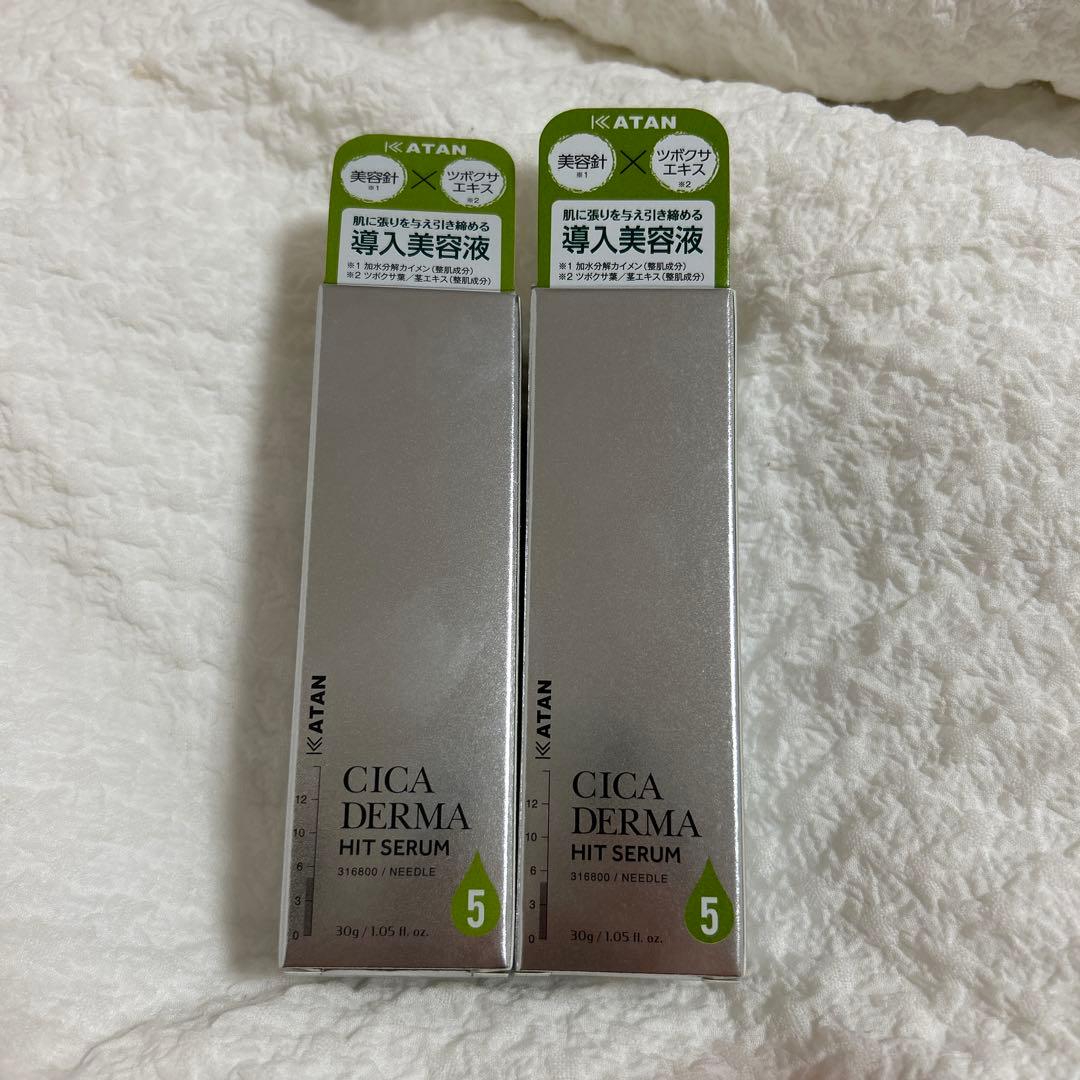 KATAN
美容針
※1
×
ツボクサ
エキス
※2
肌に張りを与え引き締める
導入美容液
※1 加水分解カイメン(整肌成分)
※2 ツボクサ葉/茎エキス(整肌成分)
KATAN
12
10
6
3
0
CICA
DERMA
HIT SERUM
316800 / NEEDLE
5
30g / 1.05 fl. oz.
KATAN
美容針
※1
×
ツボクサ
エキス
※2
肌に張りを与え引き締める
導入美容液
※1 加水分解カイメン(整肌成分)
※2 ツボクサ葉/茎エキス(整肌成分)
KATAN
12
10
6
3
0
CICA
DERMA
HIT SERUM
316800 / NEEDLE
5
30g / 1.05 fl. oz.